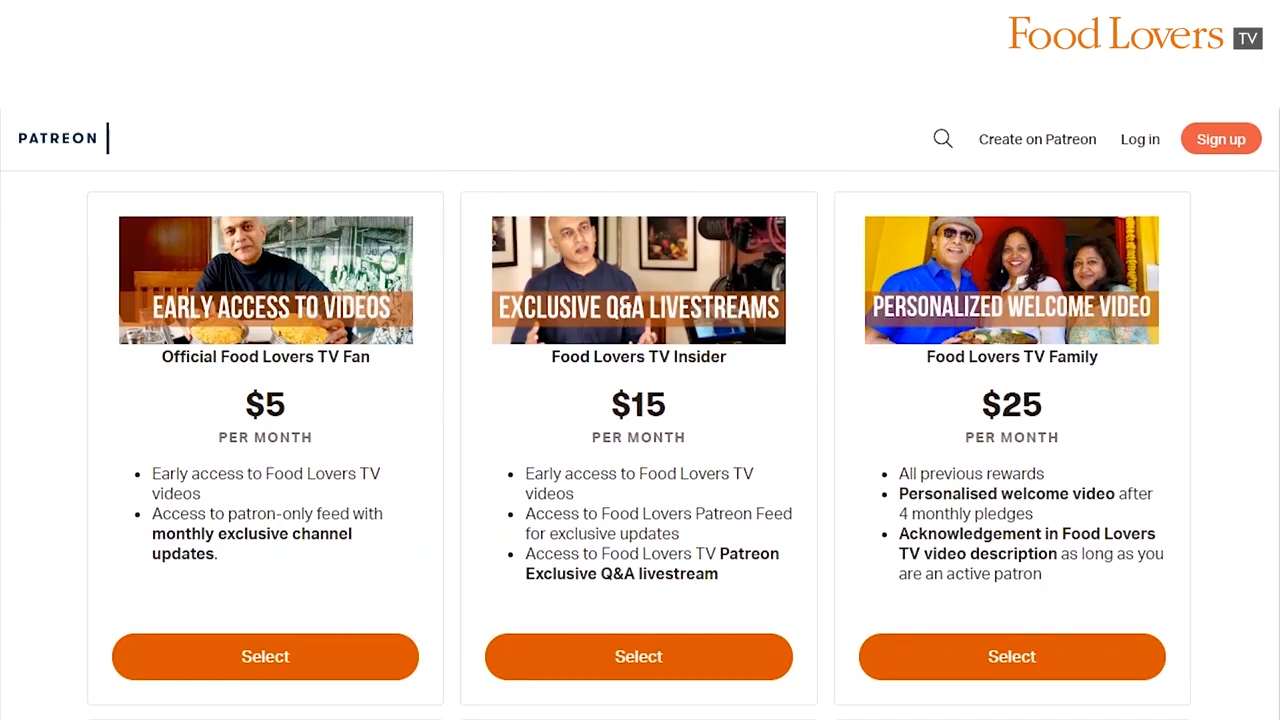 Food Lovers TV
PATREON
Create on Patreon
Log in
Sign up
EARLY ACCESS TO VIDEOS
Official Food Lovers TV Fan
$5
PER MONTH
Early access to Food Lovers TV
videos
Access to patron-only feed with
monthly exclusive channel
updates.
Select
EXCLUSIVE Q&A LIVESTREAMS
Food Lovers TV Insider
$15
PER MONTH
Early access to Food Lovers TV
videos
Access to Food Lovers Patreon Feed
for exclusive updates
Access to Food Lovers TV Patreon
Exclusive Q&A livestream
Select
PERSONALIZED WELCOME VIDEO
Food Lovers TV Family
$25
PER MONTH
All previous rewards
Personalised welcome video after
4 monthly pledges
Acknowledgement in Food Lovers
TV video description as long as you
are an active patron
Select